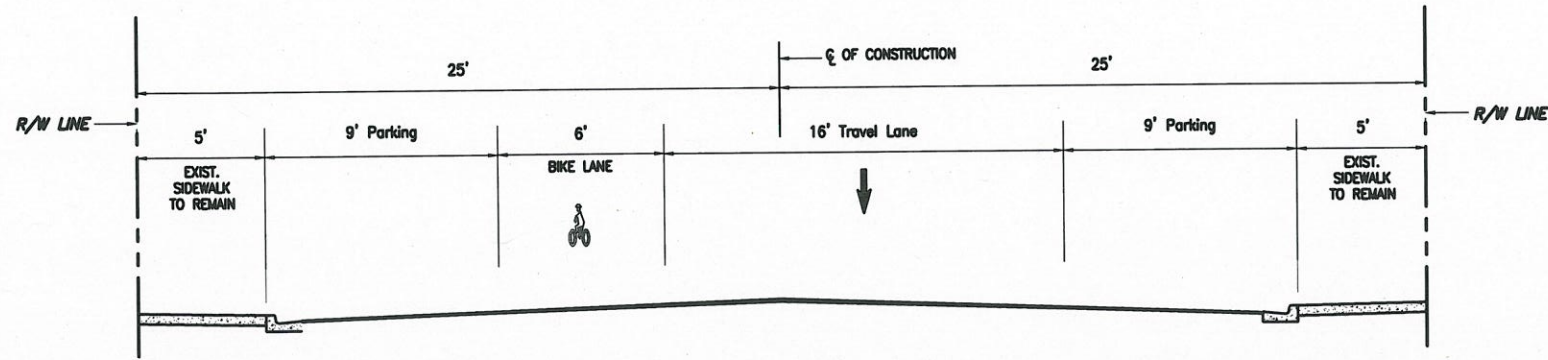 ℄ OF CONSTRUCTION
25'
25'
R/W LINE
R/W LINE
5'
9' Parking
6'
16' Travel Lane
9' Parking
5'
EXIST.
SIDEWALK
TO REMAIN
BIKE LANE
EXIST.
SIDEWALK
TO REMAIN